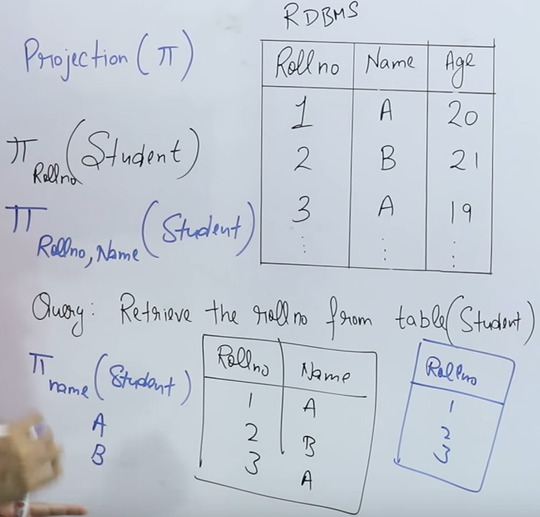 RDBMS
Projection (π)
Rollno Name Age
1 A 20
2 B 21
3 A 19
⋮ ⋮ ⋮
π Rollno (Student)
π Rollno, Name (Student)
Query: Retrieve the rollno from table(Student)
π name (Student)
A
B
Rollno Name
1 A
2 B
3 A
Rollno
1
2
3